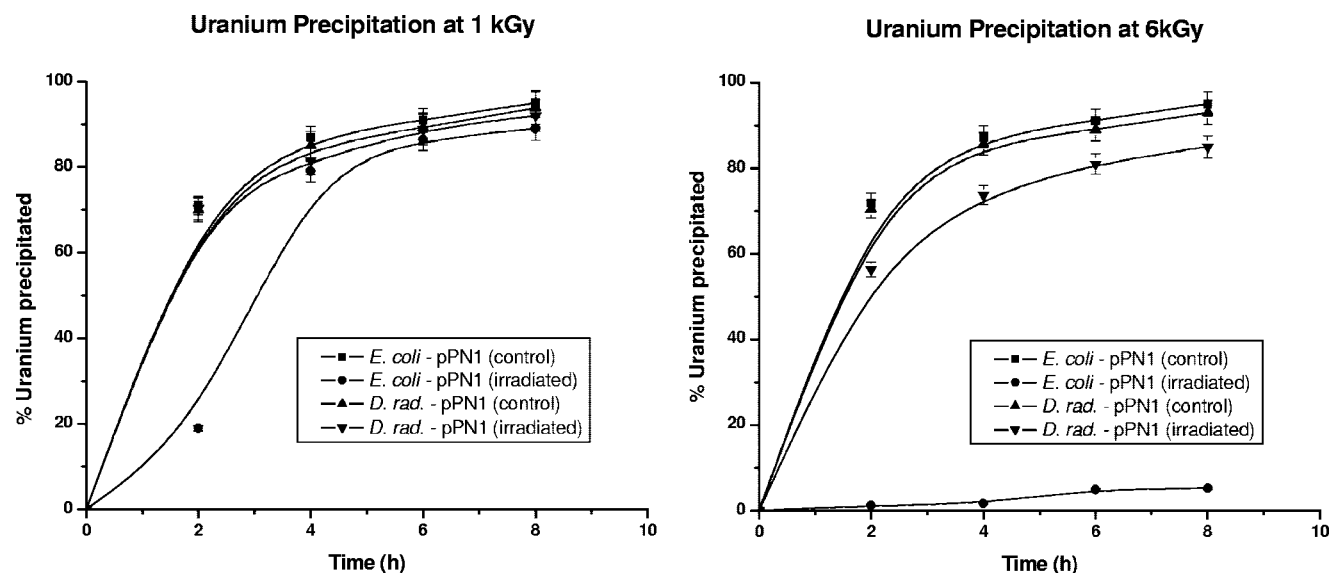 Uranium Precipitation at 1 kGy
% Uranium precipitated
100
80
60
40
20
0
E. coli - pPN1 (control)
E. coli - pPN1 (irradiated)
D. rad. - pPN1 (control)
D. rad. - pPN1 (irradiated)
0 2 4 6 8 10
Time (h)
Uranium Precipitation at 6kGy
% Uranium precipitated
100
80
60
40
20
0
E. coli - pPN1 (control)
E. coli - pPN1 (irradiated)
D. rad. - pPN1 (control)
D. rad. - pPN1 (irradiated)
0 2 4 6 8 10
Time (h)